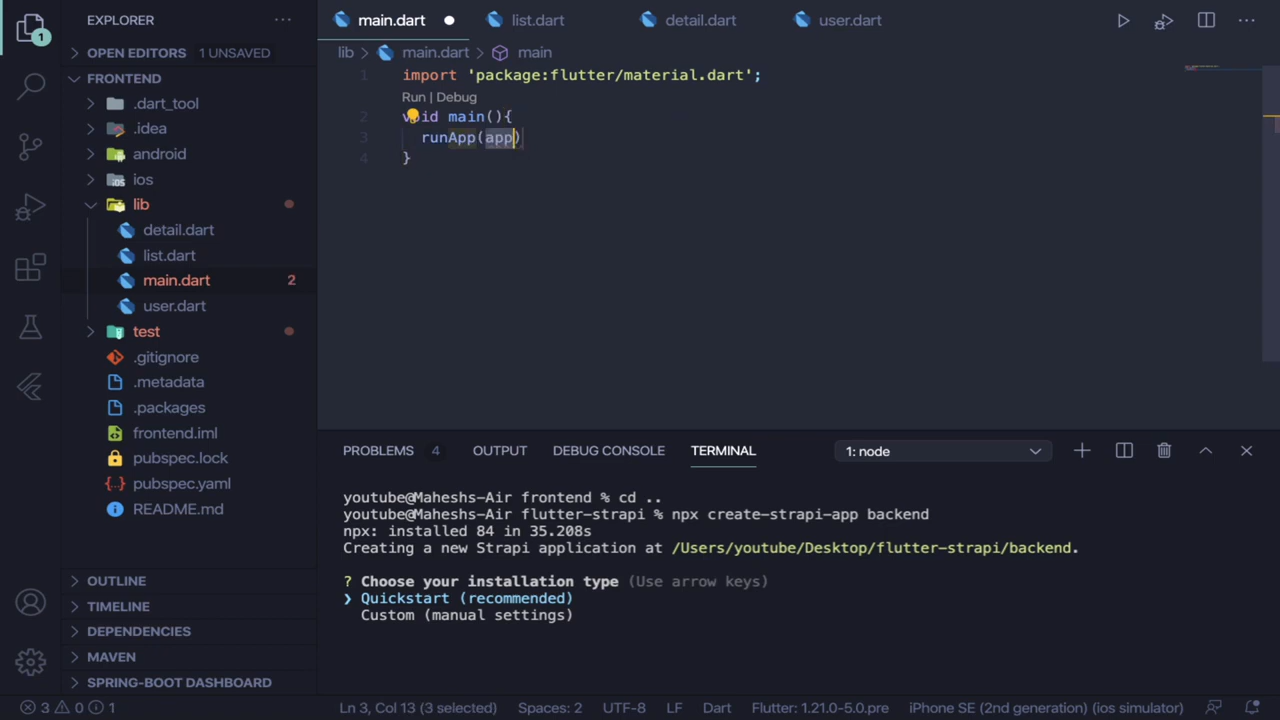 EXPLORER
main.dart
list.dart
detail.dart
user.dart
1
OPEN EDITORS 1 UNSAVED
FRONTEND
.dart_tool
.idea
android
ios
lib
detail.dart
list.dart
main.dart 2
user.dart
test
.gitignore
.metadata
.packages
frontend.iml
pubspec.lock
pubspec.yaml
README.md
OUTLINE
TIMELINE
DEPENDENCIES
MAVEN
SPRING-BOOT DASHBOARD
lib > main.dart > main
1 import 'package:flutter/material.dart';
Run | Debug
2 void main(){
3 runApp(app)
4 }
PROBLEMS 4 OUTPUT DEBUG CONSOLE TERMINAL 1: node
youtube@Maheshs-Air frontend % cd ..
youtube@Maheshs-Air flutter-strapi % npx create-strapi-app backend
npx: installed 84 in 35.208s
Creating a new Strapi application at /Users/youtube/Desktop/flutter-strapi/backend.
? Choose your installation type (Use arrow keys)
❯ Quickstart (recommended)
Custom (manual settings)
3 0 1 Ln 3, Col 13 (3 selected) Spaces: 2 UTF-8 LF Dart Flutter: 1.21.0-5.0.pre iPhone SE (2nd generation) (ios simulator)